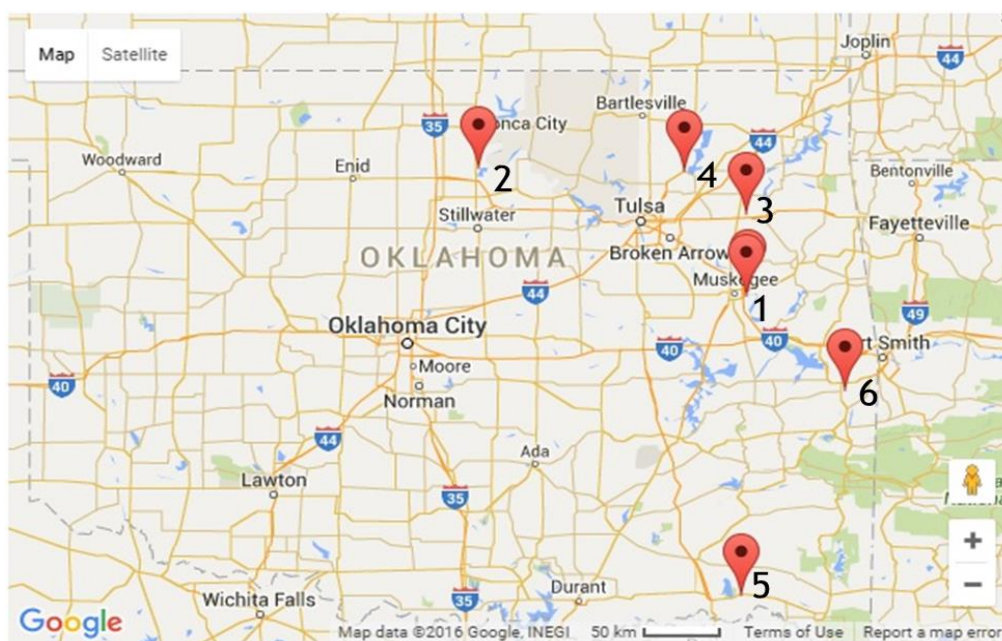 Map Satellite
Joplin
44
Bartlesville
35
onca City
44
Woodward
Enid
4
Bentonville
2
Tulsa
3
Stillwater
Fayetteville
Broken Arrow
OKLAHOMA
Muskogee
44
1
49
Oklahoma City
40
40
ort Smith
Moore
40
6
Norman
44
Ada
Lawton
35
5
Durant
Wichita Falls
35
Google
Map data ©2016 Google, INEGI 50 km Terms of Use Report a map error